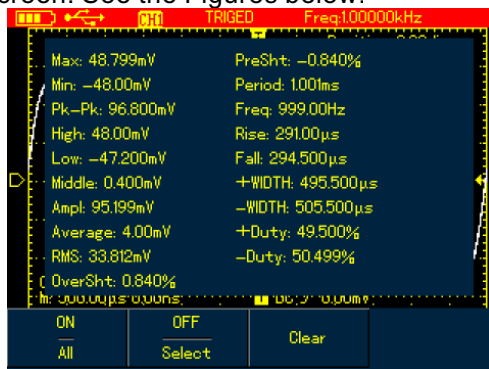 screen. See the Figures below:
CH1 TRIGED Freq:1.00000kHz
Max: 48.799mV PreSht: -0.840%
Min: -48.00mV Period: 1.001ms
Pk-Pk: 96.800mV Freq: 999.00Hz
High: 48.00mV Rise: 291.00μs
Low: -47.200mV Fall: 294.500μs
Middle: 0.400mV +WIDTH: 495.500μs
Ampl: 95.199mV -WIDTH: 505.500μs
Average: 4.00mV +Duty: 49.500%
RMS: 33.812mV -Duty: 50.499%
OverSht: 0.840%
ON OFF Clear
All Select